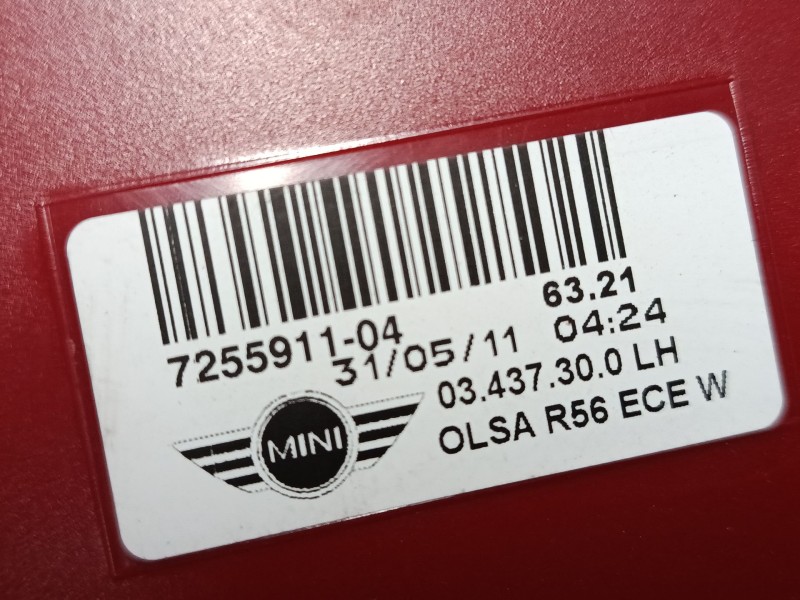 63.21
7255911-04
31/05/11 04:24
03.437.30.0 LH
OLSA R56 ECE W
MINI